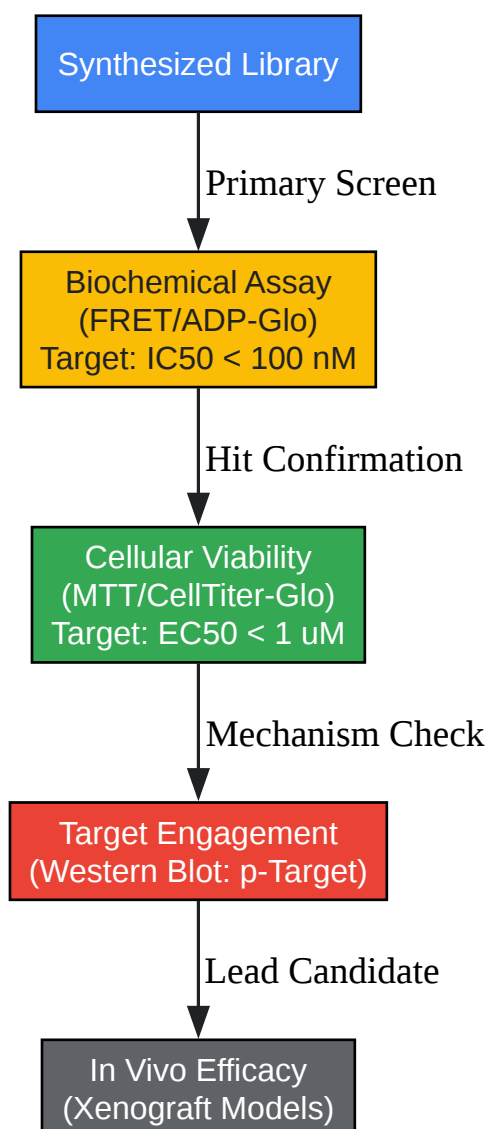 Synthesized Library
Primary Screen
Biochemical Assay
(FRET/ADP-Glo)
Target: IC50 < 100 nM
Hit Confirmation
Cellular Viability
(MTT/CellTiter-Glo)
Target: EC50 < 1 uM
Mechanism Check
Target Engagement
(Western Blot: p-Target)
Lead Candidate
In Vivo Efficacy
(Xenograft Models)